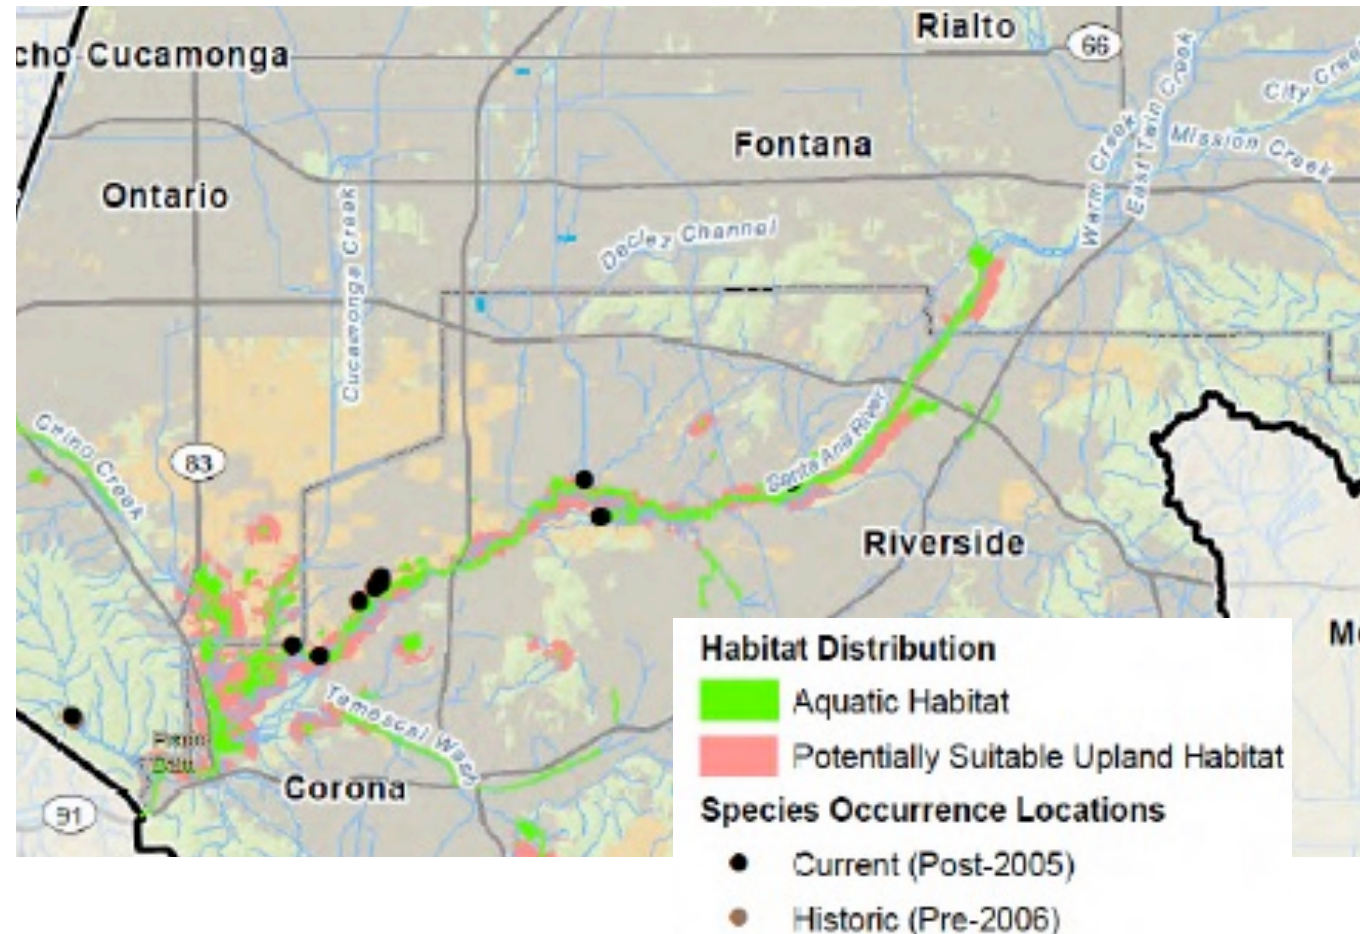 Rialto
66
cho Cucamonga
City Creek
East Twin Creek
Warm Creek
Mission Creek
Fontana
Ontario
Cucamonga Creek
Declez Channel
Chino Creek
83
Santa Ana River
Riverside
Temescal Wash
Corona
91
Habitat Distribution
Aquatic Habitat
Potentially Suitable Upland Habitat
Species Occurrence Locations
Current (Post-2005)
Historic (Pre-2006)